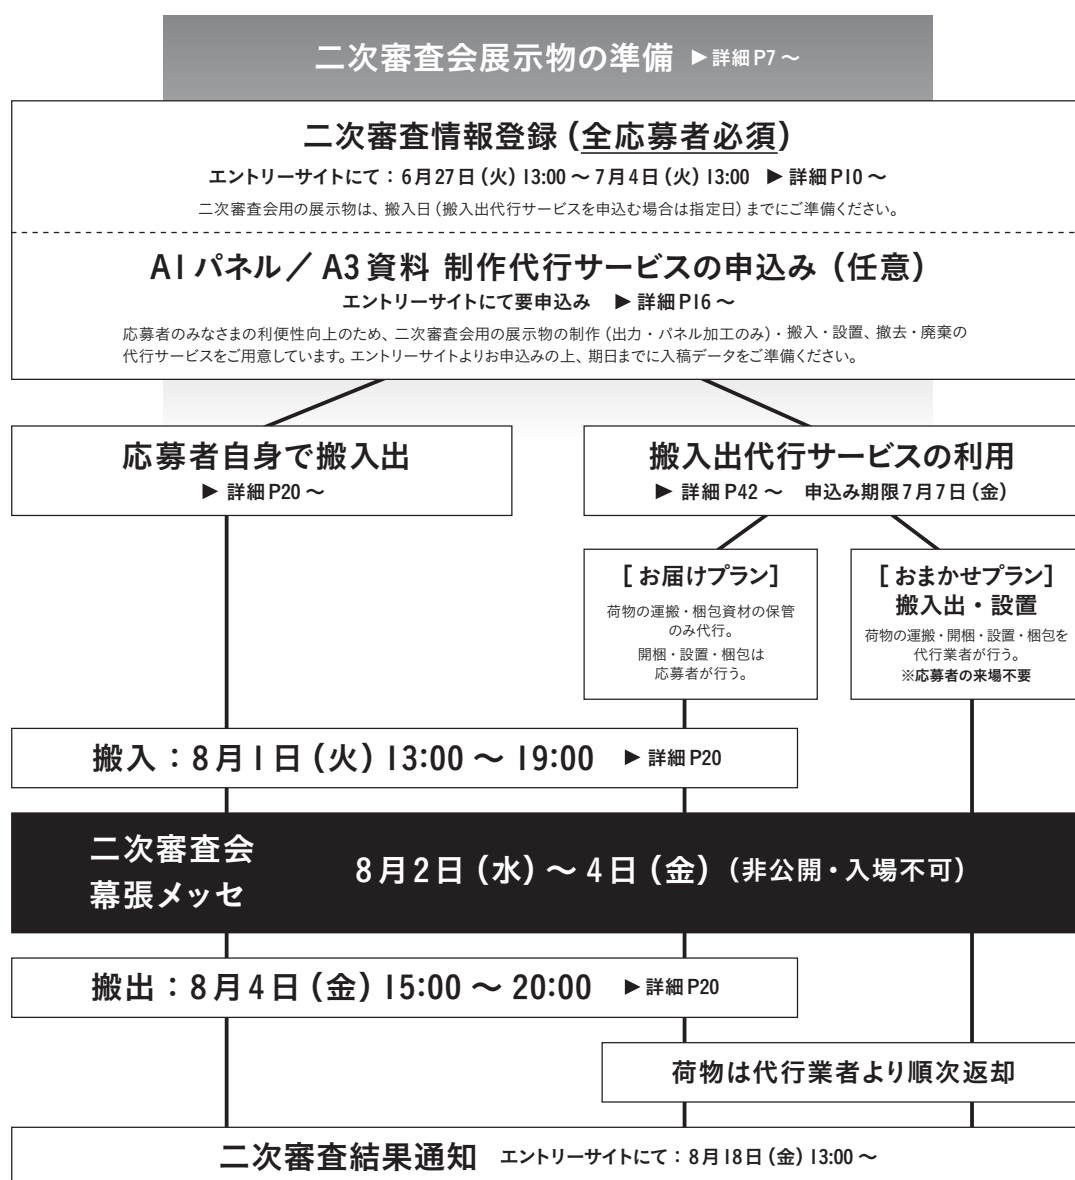 二次審査会展示物の準備 ▶詳細P7〜
二次審査情報登録（全応募者必須）
エントリーサイトにて：6月27日（火）13:00〜7月4日（火）13:00 ▶詳細P10〜
二次審査会用の展示物は、搬入日（搬入出代行サービスを申込む場合は指定日）までにご準備ください。
A1パネル／A3資料 制作代行サービスの申込み（任意）
エントリーサイトにて要申込み ▶詳細P16〜
応募者のみなさまの利便性向上のため、二次審査会用の展示物の制作（出力・パネル加工のみ）・搬入・設置、撤去・廃棄の
代行サービスをご用意しています。エントリーサイトよりお申込みの上、期日までに入稿データをご準備ください。
応募者自身で搬入出
▶詳細P20〜
搬入出代行サービスの利用
▶詳細P42〜 申込み期限7月7日（金）
［お届けプラン］
荷物の運搬・梱包資材の保管
のみ代行。
開梱・設置・梱包は
応募者が行う。
［おまかせプラン］
搬入出・設置
荷物の運搬・開梱・設置・梱包を
代行業者が行う。
※応募者の来場不要
搬入：8月1日（火）13:00〜19:00 ▶詳細P20
二次審査会
幕張メッセ
8月2日（水）〜4日（金）（非公開・入場不可）
搬出：8月4日（金）15:00〜20:00 ▶詳細P20
荷物は代行業者より順次返却
二次審査結果通知 エントリーサイトにて：8月18日（金）13:00〜